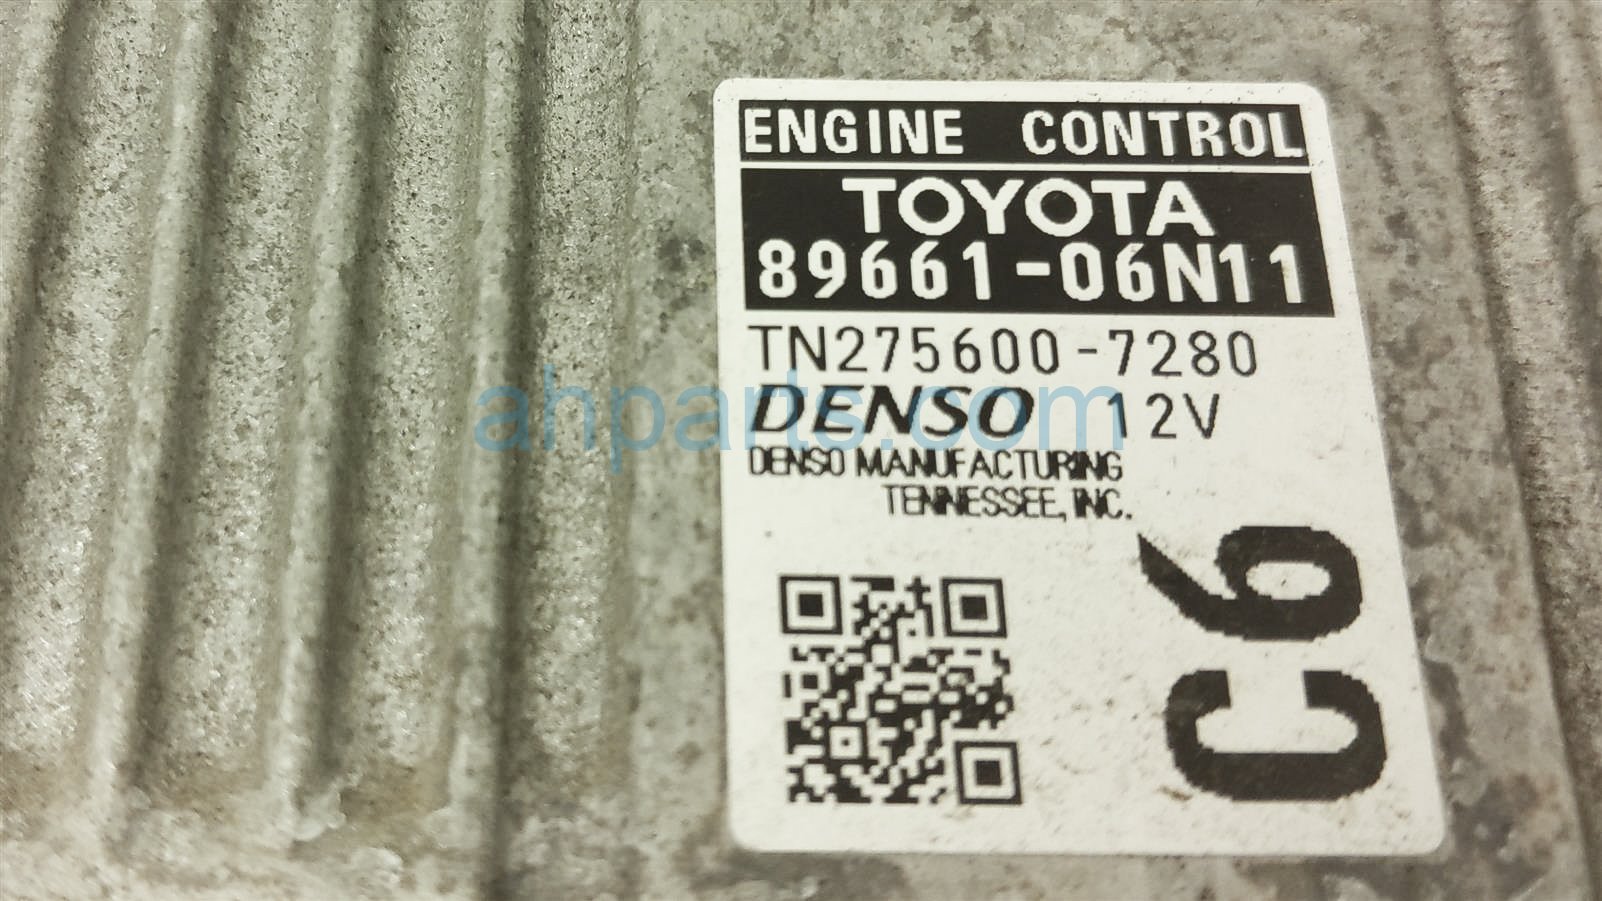 ENGINE CONTROL
TOYOTA
89661-06N11
TN275600-7280
DENSO 12V
DENSO MANUFACTURING
TENNESSEE, INC.
C6
ahparts.com